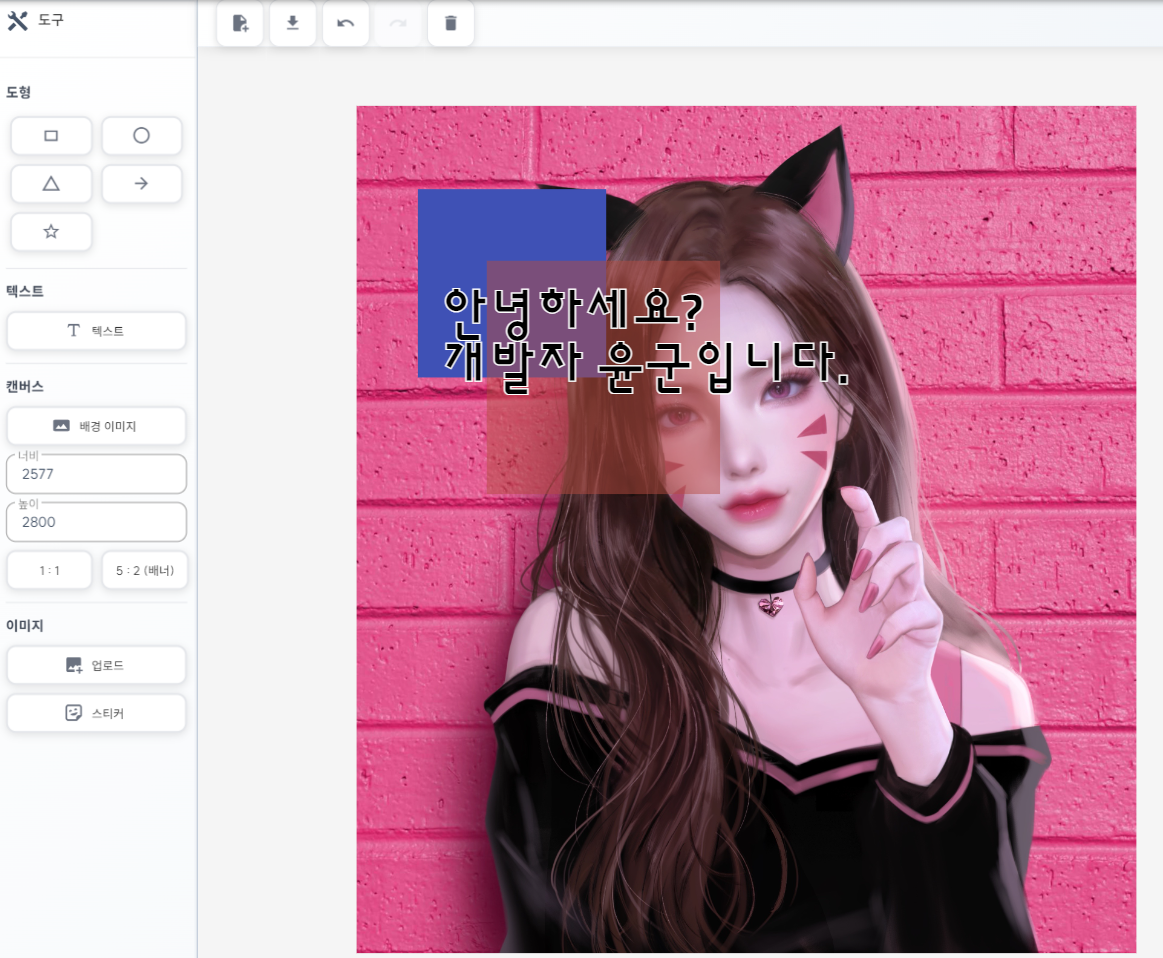 도구
도형
텍스트
텍스트
캔버스
배경 이미지
너비
2577
높이
2800
1 : 1
5 : 2 (배너)
이미지
업로드
스티커
안녕하세요?
개발자 윤군입니다.